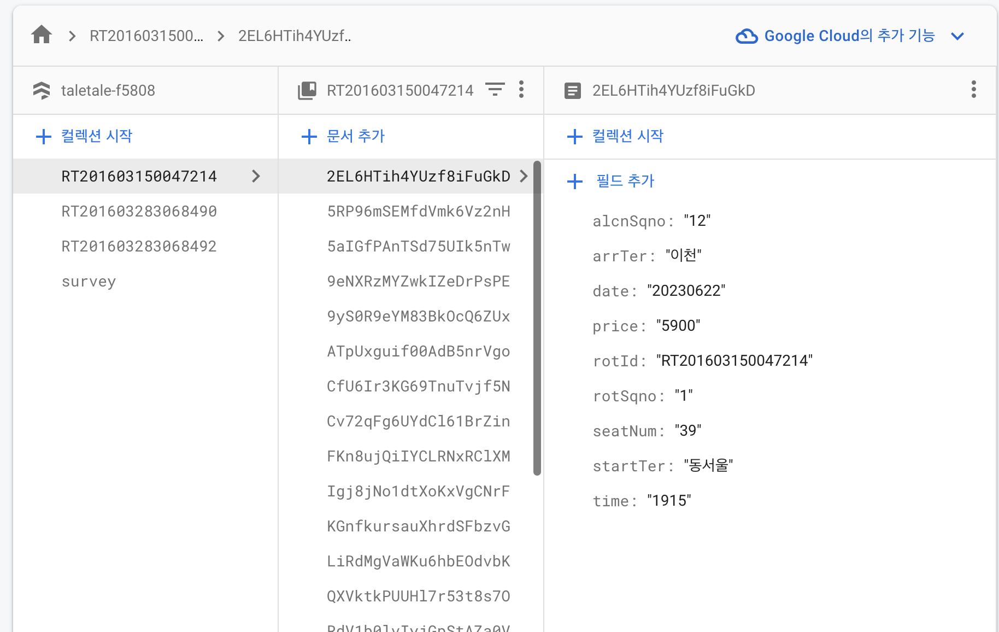 RT2016031500...
2EL6HTih4YUzf..
Google Cloud의 추가 기능
taletale-f5808
RT201603150047214
2EL6HTih4YUzf8iFuGkD
컬렉션 시작
문서 추가
컬렉션 시작
RT201603150047214
RT201603283068490
RT201603283068492
survey
2EL6HTih4YUzf8iFuGkD
5RP96mSEMfdVmk6Vz2nH
5aIGfPAnTSd75UIk5nTw
9eNXRzMYZwkIZeDrPsPE
9yS0R9eYM83BkOcQ6ZUx
ATpUxguif00AdB5nrVgo
CfU6Ir3KG69TnuTvjf5N
Cv72qFg6UYdCl61BrZin
FKn8ujQiIYCLRNxRClXM
Igj8jNo1dtXoKxVgCNrF
KGnfkursauXhrdSFbzvG
LiRdMgVaWKu6hbEOdvbK
QXVktkPUUHl7r53t8s7O
필드 추가
alcnSqno: "12"
arrTer: "이천"
date: "20230622"
price: "5900"
rotId: "RT201603150047214"
rotSqno: "1"
seatNum: "39"
startTer: "동서울"
time: "1915"